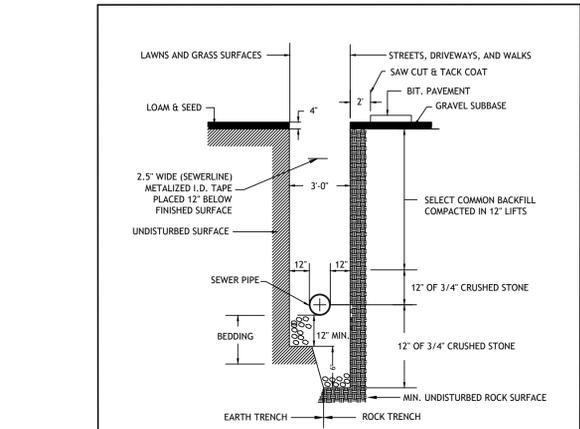 LAWNS AND GRASS SURFACES
STREETS, DRIVEWAYS, AND WALKS
SAW CUT & TACK COAT
BIT. PAVEMENT
2'
GRAVEL SUBBASE
LOAM & SEED
4"
2.5" WIDE (SEWERLINE)
METALIZED I.D. TAPE
PLACED 12" BELOW
FINISHED SURFACE
3'-0"
SELECT COMMON BACKFILL
COMPACTED IN 12" LIFTS
UNDISTURBED SURFACE
12"
12"
SEWER PIPE
12" OF 3/4" CRUSHED STONE
BEDDING
12" MIN.
12" OF 3/4" CRUSHED STONE
6"
MIN. UNDISTURBED ROCK SURFACE
EARTH TRENCH
ROCK TRENCH